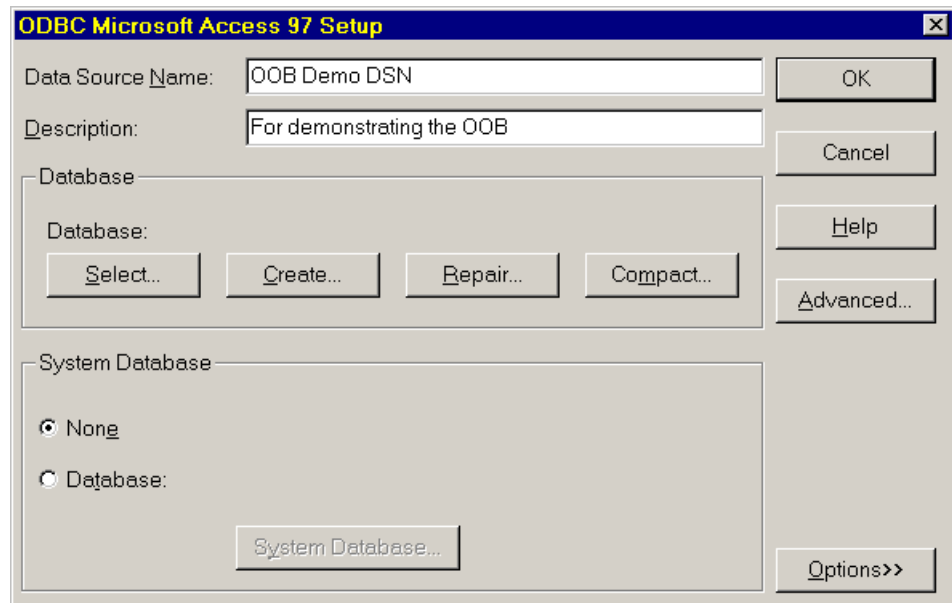 ODBC Microsoft Access 97 Setup
Data Source Name: OOB Demo DSN
OK
Description: For demonstrating the OOB
Cancel
Database
Help
Database:
Select... Create... Repair... Compact...
Advanced...
System Database
None
Database:
System Database...
Options>>